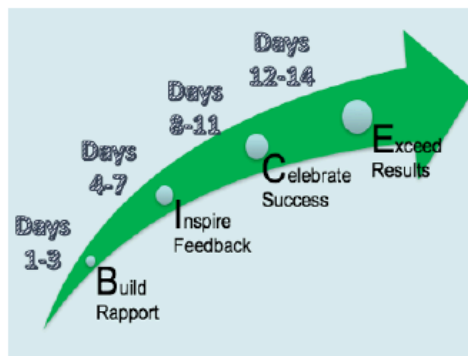 Days
1-3
Build
Rapport
Days
4-7
Inspire
Feedback
Days
8-11
Celebrate
Success
Days
12-14
Exceed
Results